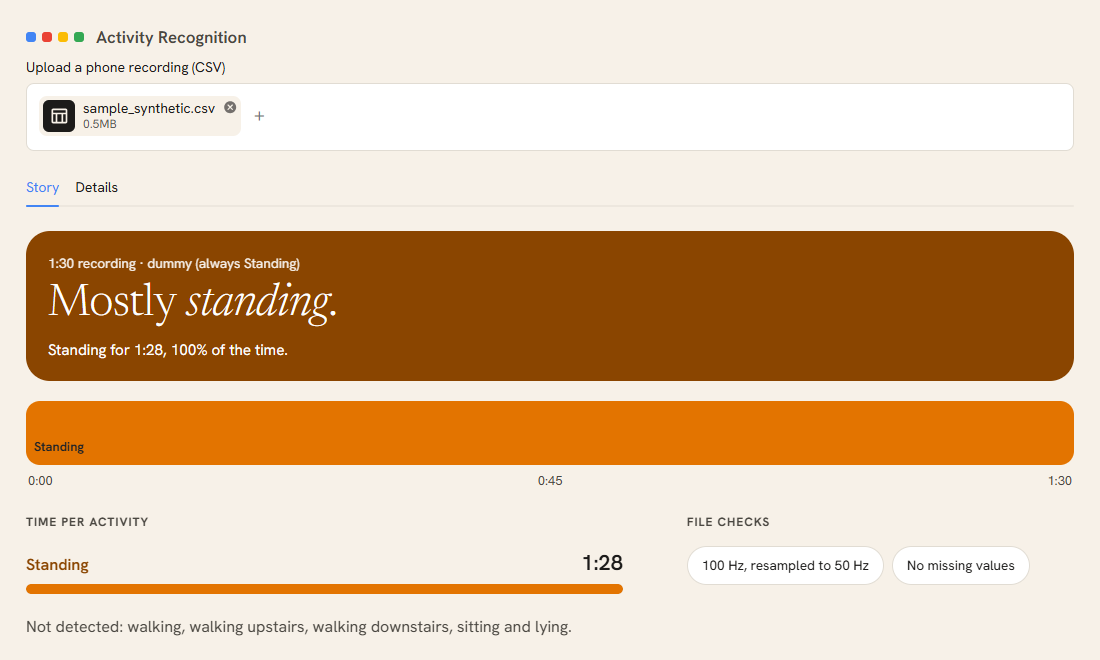 Activity Recognition
Upload a phone recording (CSV)
sample_synthetic.csv
0.5MB
+
Story Details
1:30 recording · dummy (always Standing)
Mostly standing.
Standing for 1:28, 100% of the time.
Standing
0:00 0:45 1:30
TIME PER ACTIVITY
Standing 1:28
Not detected: walking, walking upstairs, walking downstairs, sitting and lying.
FILE CHECKS
100 Hz, resampled to 50 Hz
No missing values